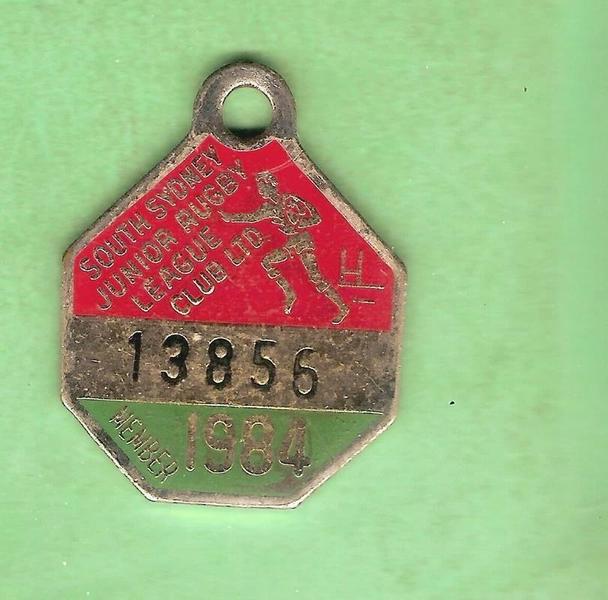 SOUTH SYDNEY
JUNIOR RUGBY
LEAGUE
CLUB LTD.
13856
MEMBER
1984